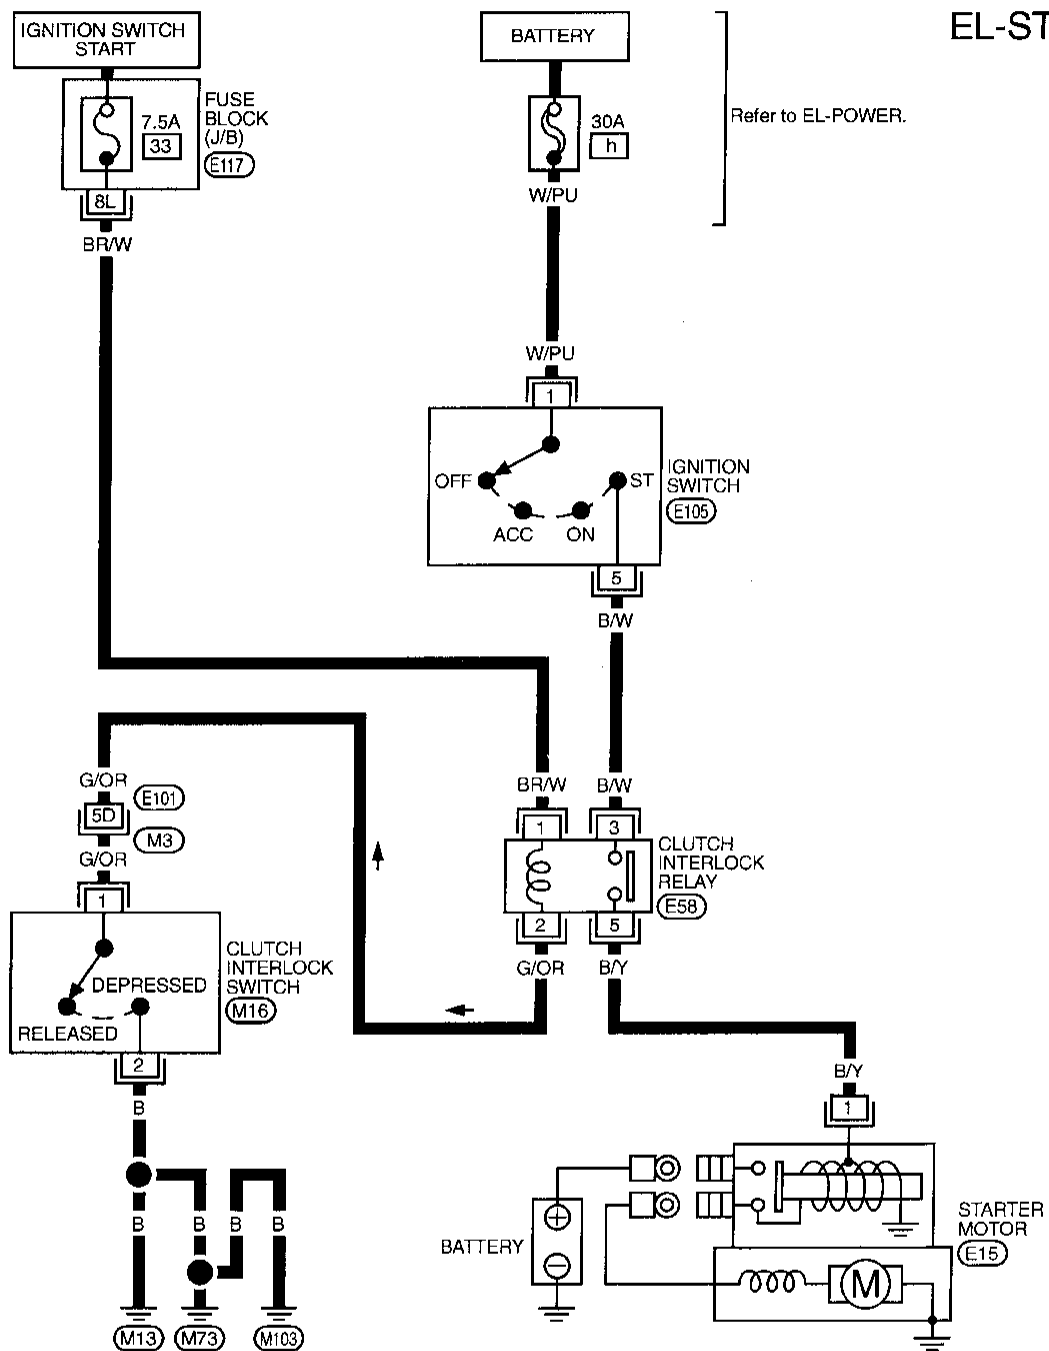 EL-ST
IGNITION SWITCH
START
BATTERY
FUSE
BLOCK
(J/B)
E117
7.5A
33
30A
h
Refer to EL-POWER.
8L
BR/W
W/PU
W/PU
1
OFF
ACC
ON
ST
IGNITION
SWITCH
E105
5
B/W
G/OR
5D
E101
M3
G/OR
BR/W
B/W
1
3
CLUTCH
INTERLOCK
RELAY
E58
2
5
G/OR
B/Y
1
DEPRESSED
RELEASED
CLUTCH
INTERLOCK
SWITCH
M16
2
B
B/Y
1
B
B
B
B
BATTERY
+
−
M
STARTER
MOTOR
E15
M13
M73
M103